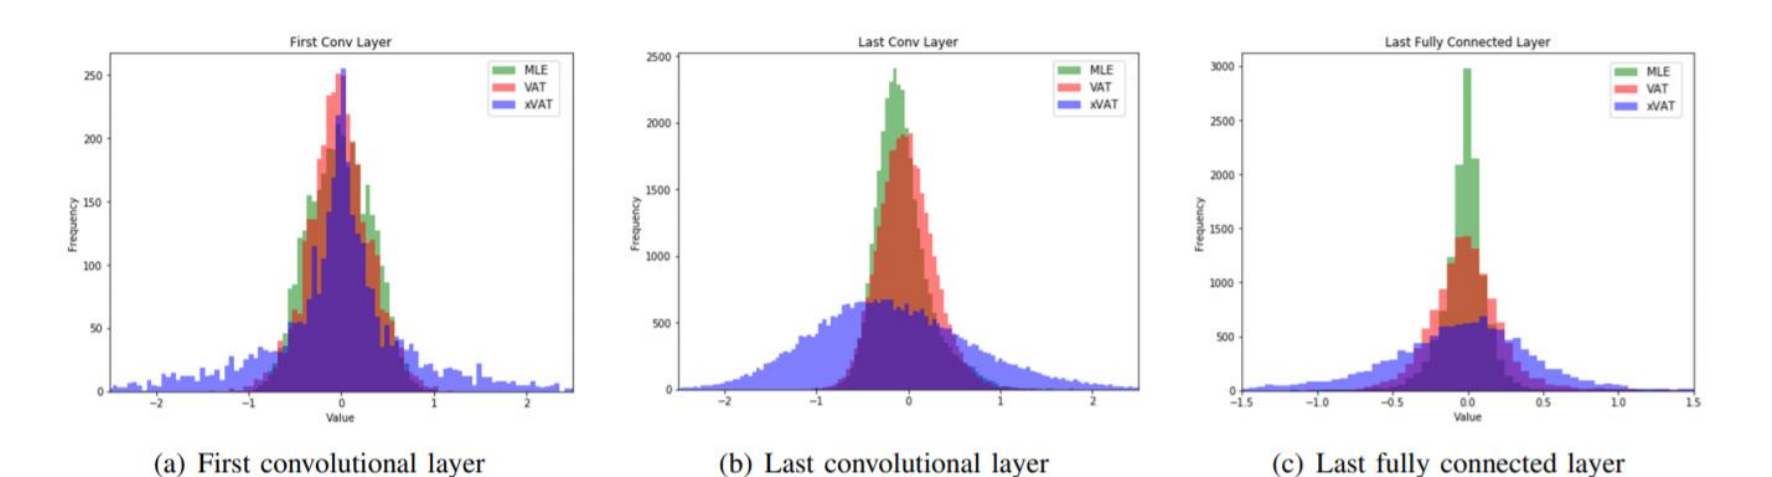 First Conv Layer
250
200
150
100
50
0
Frequency
−2
−1
0
1
2
Value
MLE
VAT
xVAT
(a) First convolutional layer
Last Conv Layer
2500
2000
1500
1000
500
0
Frequency
−2
−1
0
1
2
MLE
VAT
xVAT
(b) Last convolutional layer
Last Fully Connected Layer
3000
2500
2000
1500
1000
500
0
Frequency
−1.5
−1.0
−0.5
0.0
0.5
1.0
1.5
Value
MLE
VAT
xVAT
(c) Last fully connected layer